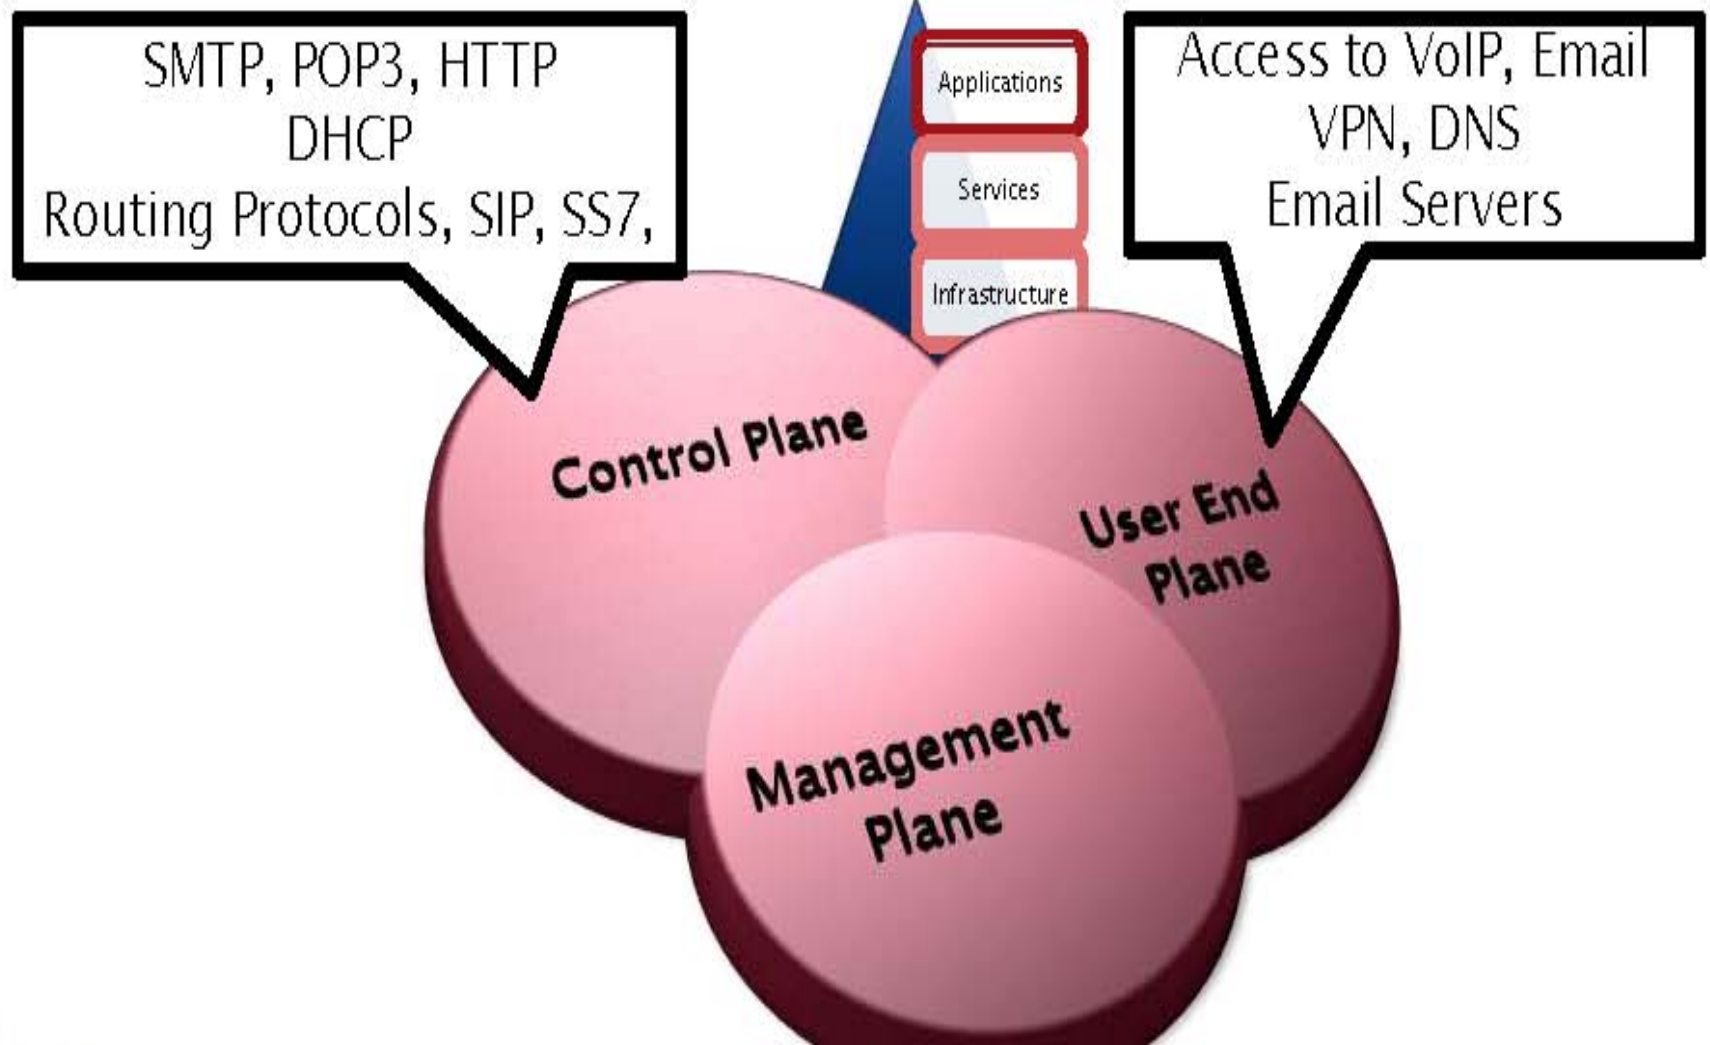 SMTP, POP3, HTTP
DHCP
Routing Protocols, SIP, SS7,
Applications
Services
Infrastructure
Access to VoIP, Email
VPN, DNS
Email Servers
Control Plane
User End
Plane
Management
Plane